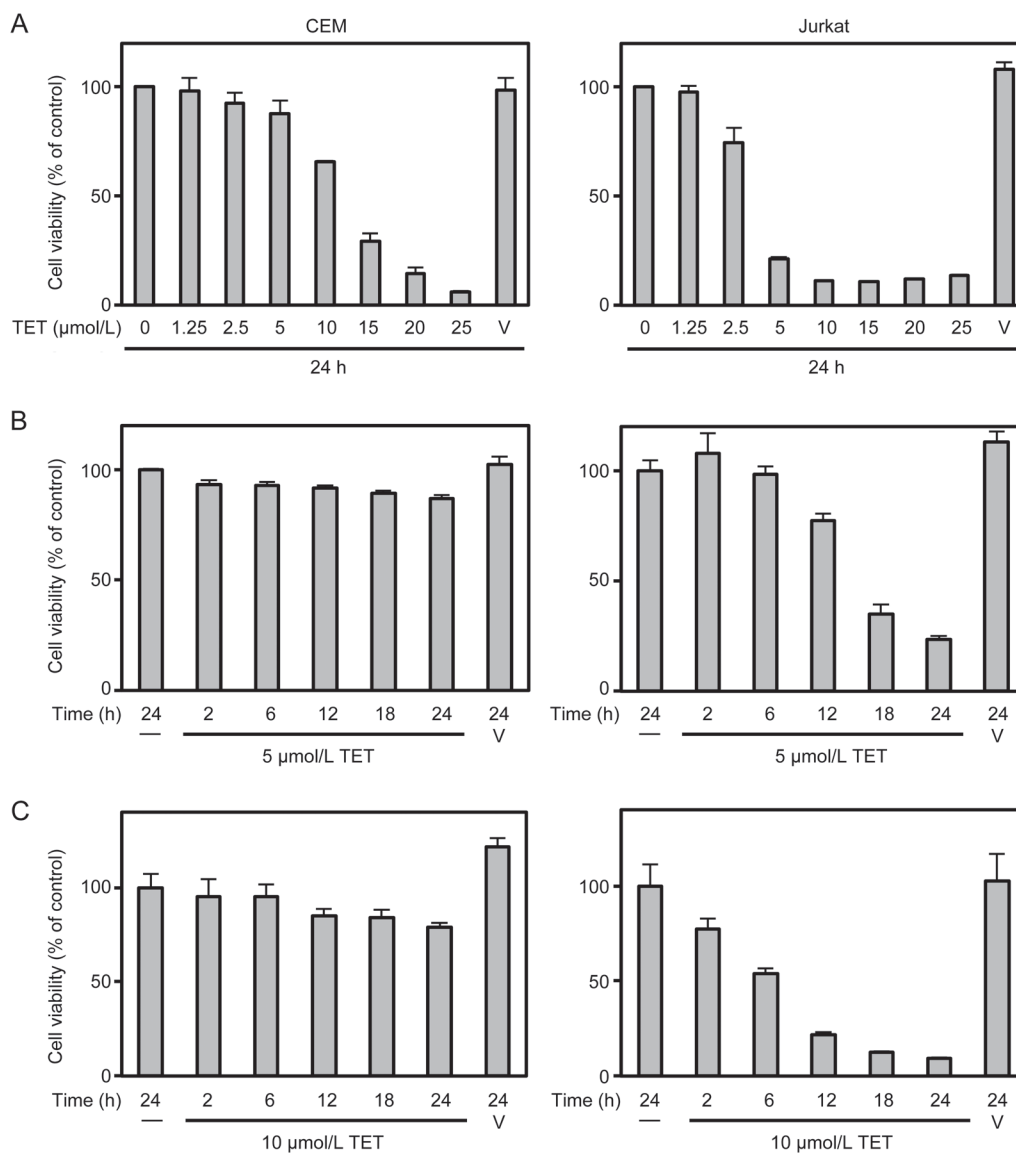 A
CEM
Jurkat
Cell viability (% of control)
100
50
0
100
50
0
TET (µmol/L) 0 1.25 2.5 5 10 15 20 25 V
0 1.25 2.5 5 10 15 20 25 V
24 h
24 h
B
Cell viability (% of control)
100
50
0
100
50
0
Time (h) 24 2 6 12 18 24 24
— V
5 µmol/L TET
Time (h) 24 2 6 12 18 24 24
— V
5 µmol/L TET
C
Cell viability (% of control)
100
50
0
100
50
0
Time (h) 24 2 6 12 18 24 24
— V
10 µmol/L TET
Time (h) 24 2 6 12 18 24 24
— V
10 µmol/L TET